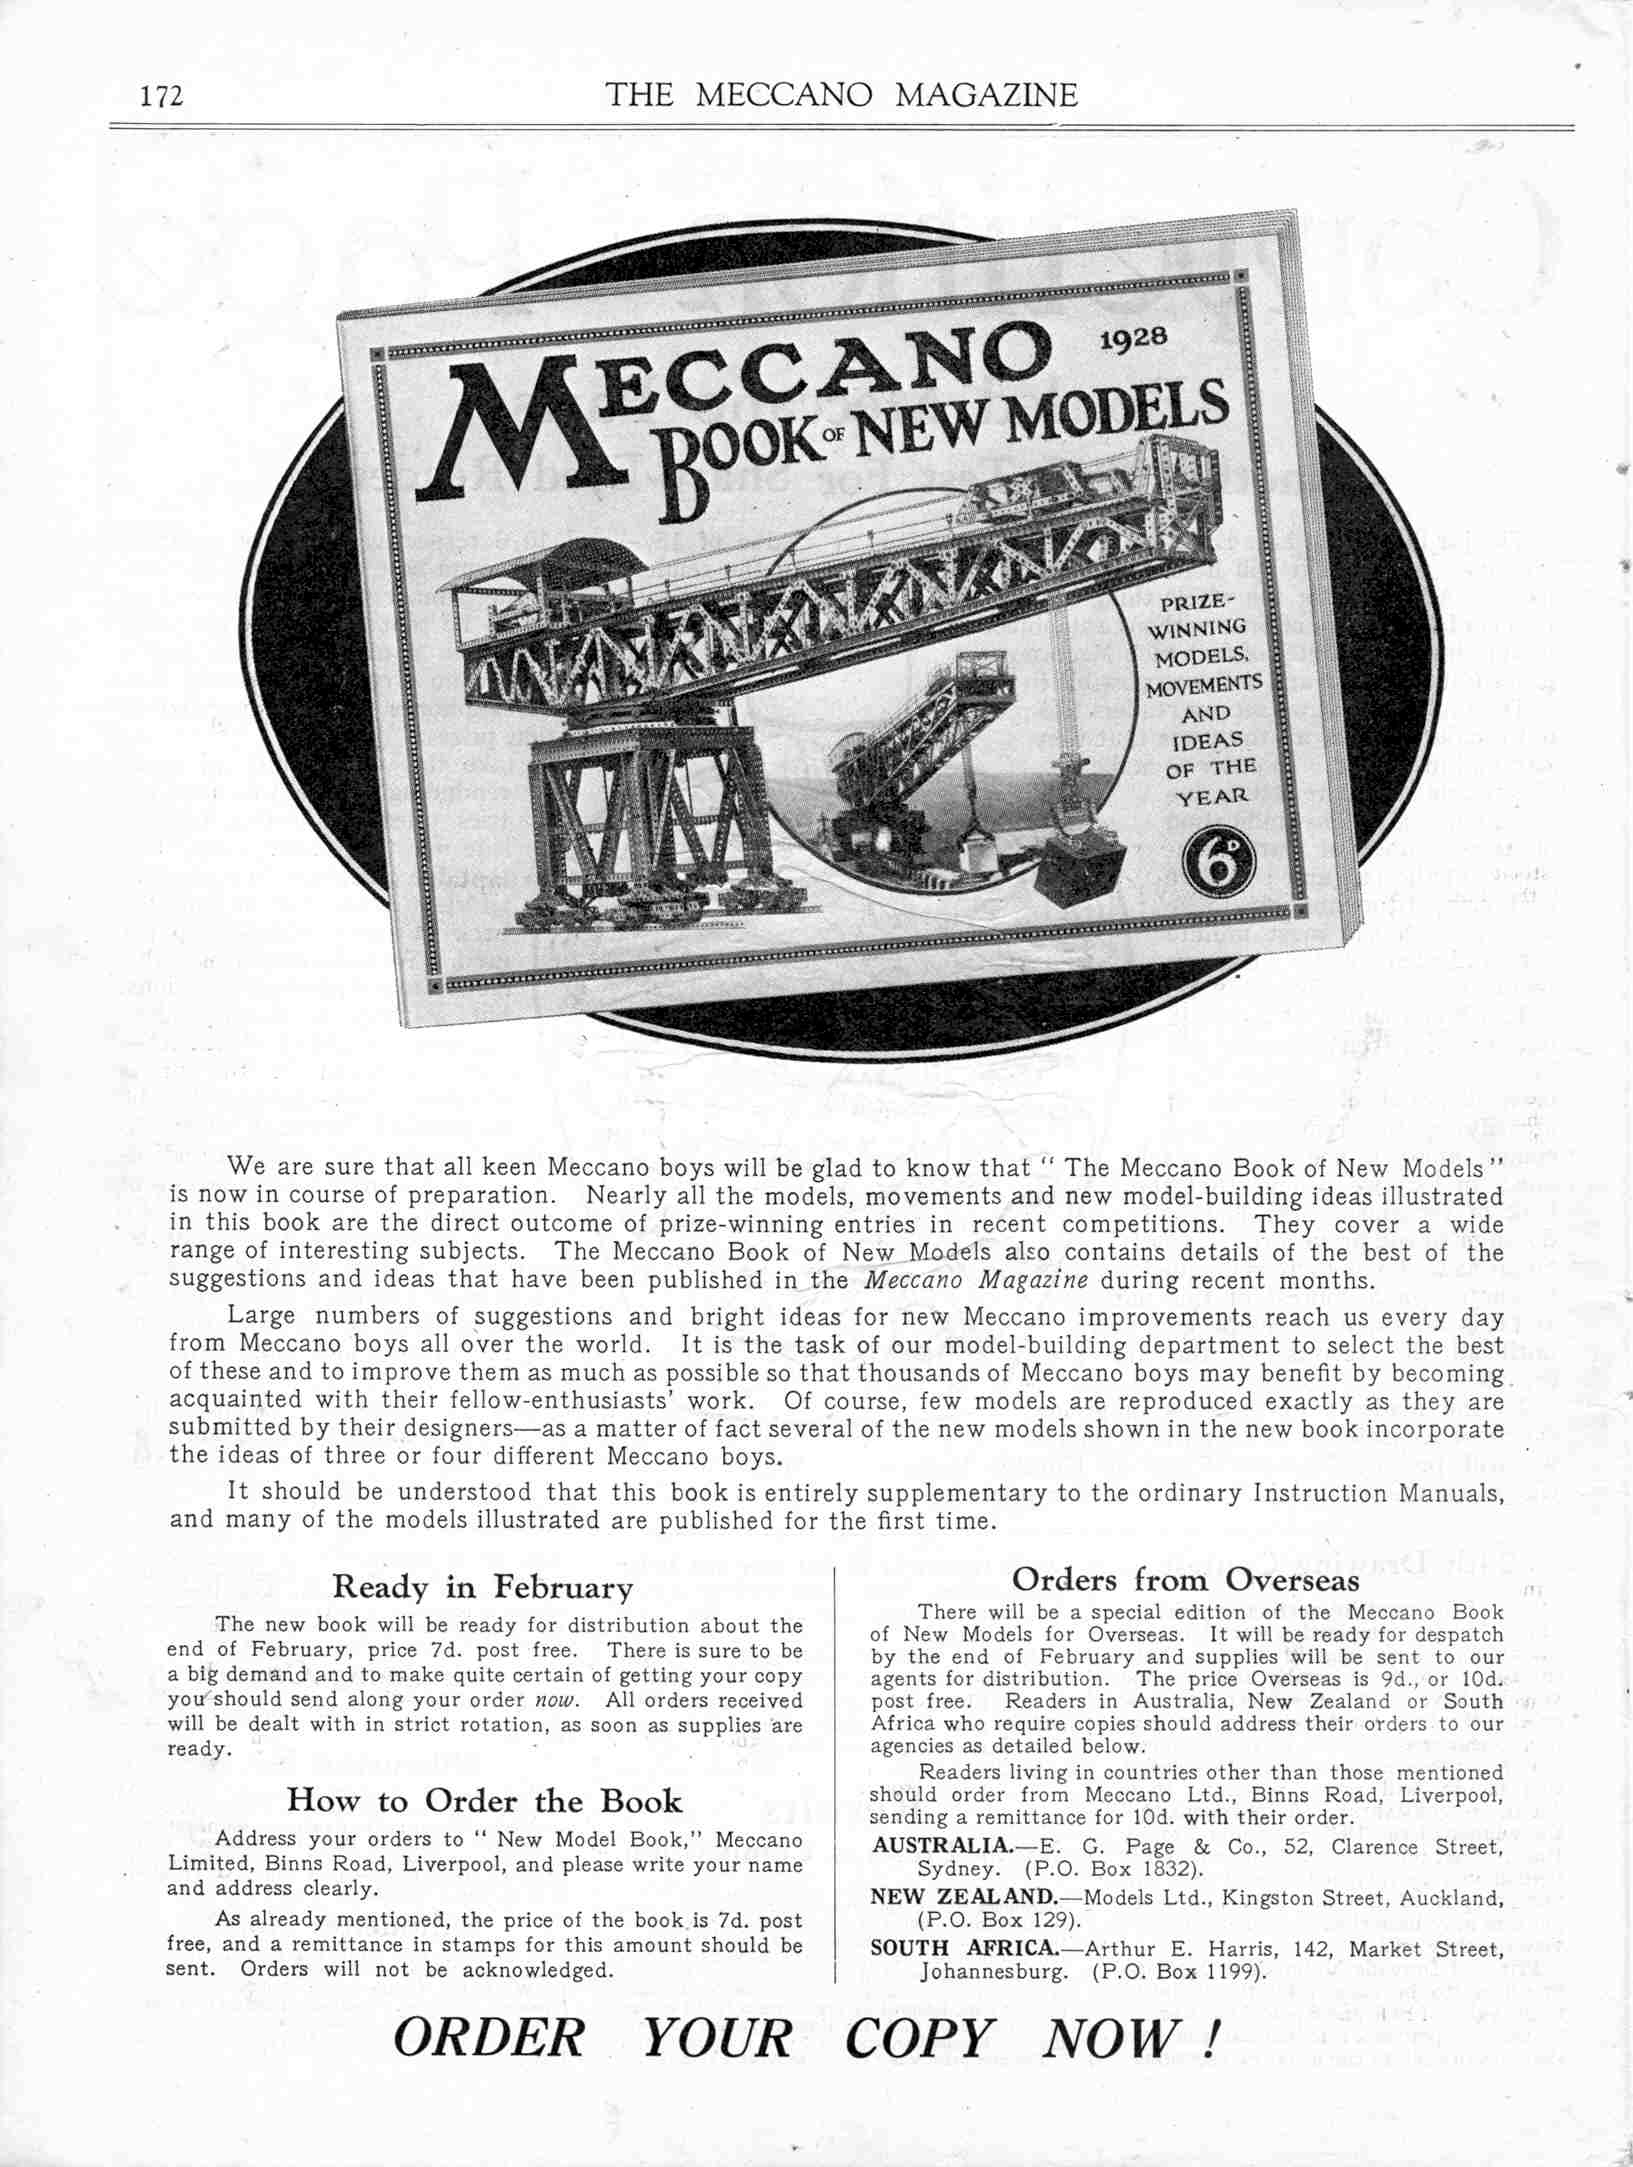 172
THE MECCANO MAGAZINE
MECCANO
1928
BOOK OF NEW MODELS
PRIZE-
WINNING
MODELS,
MOVEMENTS
AND
IDEAS
OF THE
YEAR
6D
We are sure that all keen Meccano boys will be glad to know that “ The Meccano Book of New Models ”
is now in course of preparation. Nearly all the models, movements and new model-building ideas illustrated
in this book are the direct outcome of prize-winning entries in recent competitions. They cover a wide
range of interesting subjects. The Meccano Book of New Models also contains details of the best of the
suggestions and ideas that have been published in the Meccano Magazine during recent months.
Large numbers of suggestions and bright ideas for new Meccano improvements reach us every day
from Meccano boys all over the world. It is the task of our model-building department to select the best
of these and to improve them as much as possible so that thousands of Meccano boys may benefit by becoming
acquainted with their fellow-enthusiasts’ work. Of course, few models are reproduced exactly as they are
submitted by their designers—as a matter of fact several of the new models shown in the new book incorporate
the ideas of three or four different Meccano boys.
It should be understood that this book is entirely supplementary to the ordinary Instruction Manuals,
and many of the models illustrated are published for the first time.
Ready in February
The new book will be ready for distribution about the
end of February, price 7d. post free. There is sure to be
a big demand and to make quite certain of getting your copy
you should send along your order now. All orders received
will be dealt with in strict rotation, as soon as supplies are
ready.
How to Order the Book
Address your orders to “ New Model Book,” Meccano
Limited, Binns Road, Liverpool, and please write your name
and address clearly.
As already mentioned, the price of the book is 7d. post
free, and a remittance in stamps for this amount should be
sent. Orders will not be acknowledged.
Orders from Overseas
There will be a special edition of the Meccano Book
of New Models for Overseas. It will be ready for despatch
by the end of February and supplies will be sent to our
agents for distribution. The price Overseas is 9d., or 10d.
post free. Readers in Australia, New Zealand or South
Africa who require copies should address their orders to our
agencies as detailed below.
Readers living in countries other than those mentioned
should order from Meccano Ltd., Binns Road, Liverpool,
sending a remittance for 10d. with their order.
AUSTRALIA.—E. G. Page & Co., 52, Clarence Street,
Sydney. (P.O. Box 1832).
NEW ZEALAND.—Models Ltd., Kingston Street, Auckland,
(P.O. Box 129).
SOUTH AFRICA.—Arthur E. Harris, 142, Market Street,
Johannesburg. (P.O. Box 1199).
ORDER YOUR COPY NOW !